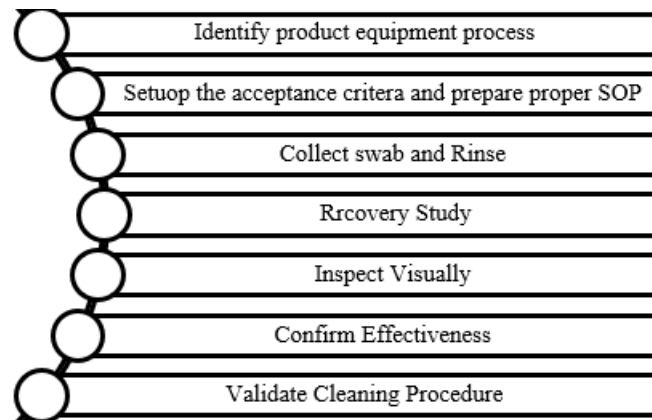 Identify product equipment process
Setuop the acceptance critera and prepare proper SOP
Collect swab and Rinse
Rrcovery Study
Inspect Visually
Confirm Effectiveness
Validate Cleaning Procedure